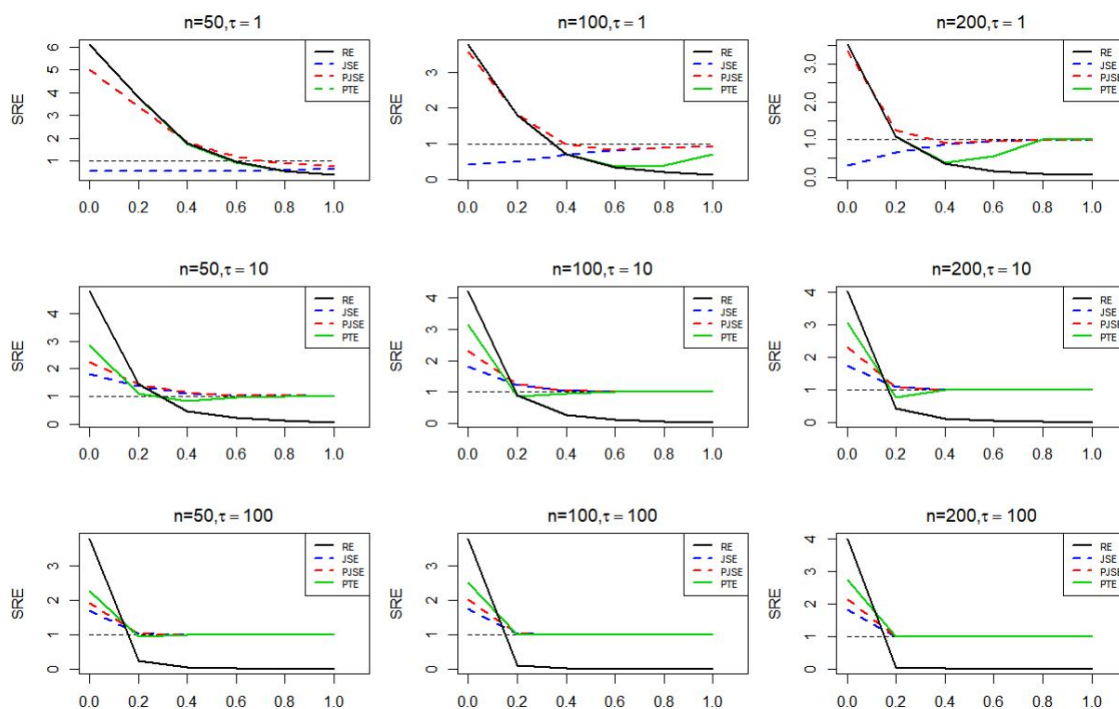 n=50,τ = 1
SRE
6
5
4
3
2
1
0.0 0.2 0.4 0.6 0.8 1.0
RE
JSE
PJSE
PTE
n=100,τ = 1
SRE
3
2
1
0
0.0 0.2 0.4 0.6 0.8 1.0
RE
JSE
PJSE
PTE
n=200,τ = 1
SRE
3.0
2.0
1.0
0.0
0.0 0.2 0.4 0.6 0.8 1.0
RE
JSE
PJSE
PTE
n=50,τ = 10
SRE
4
3
2
1
0
0.0 0.2 0.4 0.6 0.8 1.0
RE
JSE
PJSE
PTE
n=100,τ = 10
SRE
4
3
2
1
0
0.0 0.2 0.4 0.6 0.8 1.0
RE
JSE
PJSE
PTE
n=200,τ = 10
SRE
4
3
2
1
0
0.0 0.2 0.4 0.6 0.8 1.0
RE
JSE
PJSE
PTE
n=50,τ = 100
SRE
3
2
1
0
0.0 0.2 0.4 0.6 0.8 1.0
RE
JSE
PJSE
PTE
n=100,τ = 100
SRE
3
2
1
0
0.0 0.2 0.4 0.6 0.8 1.0
RE
JSE
PJSE
PTE
n=200,τ = 100
SRE
4
3
2
1
0
0.0 0.2 0.4 0.6 0.8 1.0
RE
JSE
PJSE
PTE